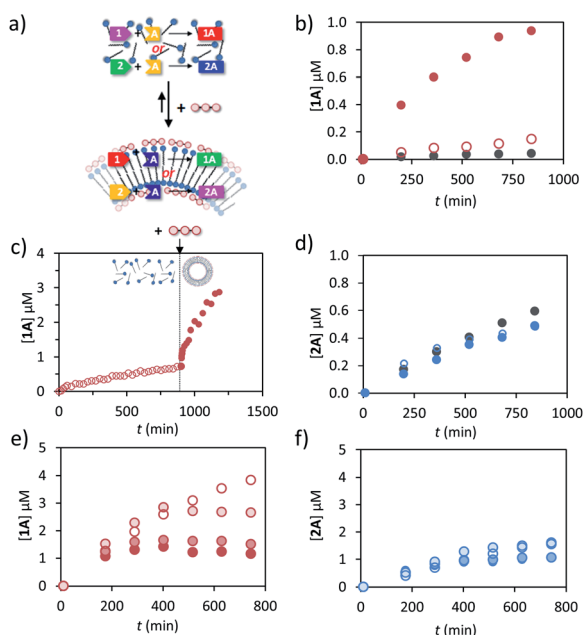 a)
1 + A 1A
or
2 + A 2A
+
1 + A 1A
or
2 + A 2A
+
b)
[1A] µM
1.0
0.8
0.6
0.4
0.2
0.0
0 250 500 750 1000
t (min)
c)
[1A] µM
4
3
2
1
0
0 500 1000 1500
t (min)
d)
[2A] µM
1.0
0.8
0.6
0.4
0.2
0.0
0 250 500 750 1000
t (min)
e)
[1A] µM
5
4
3
2
1
0
0 200 400 600 800
t (min)
f)
[2A] µM
5
4
3
2
1
0
0 200 400 600 800
t (min)